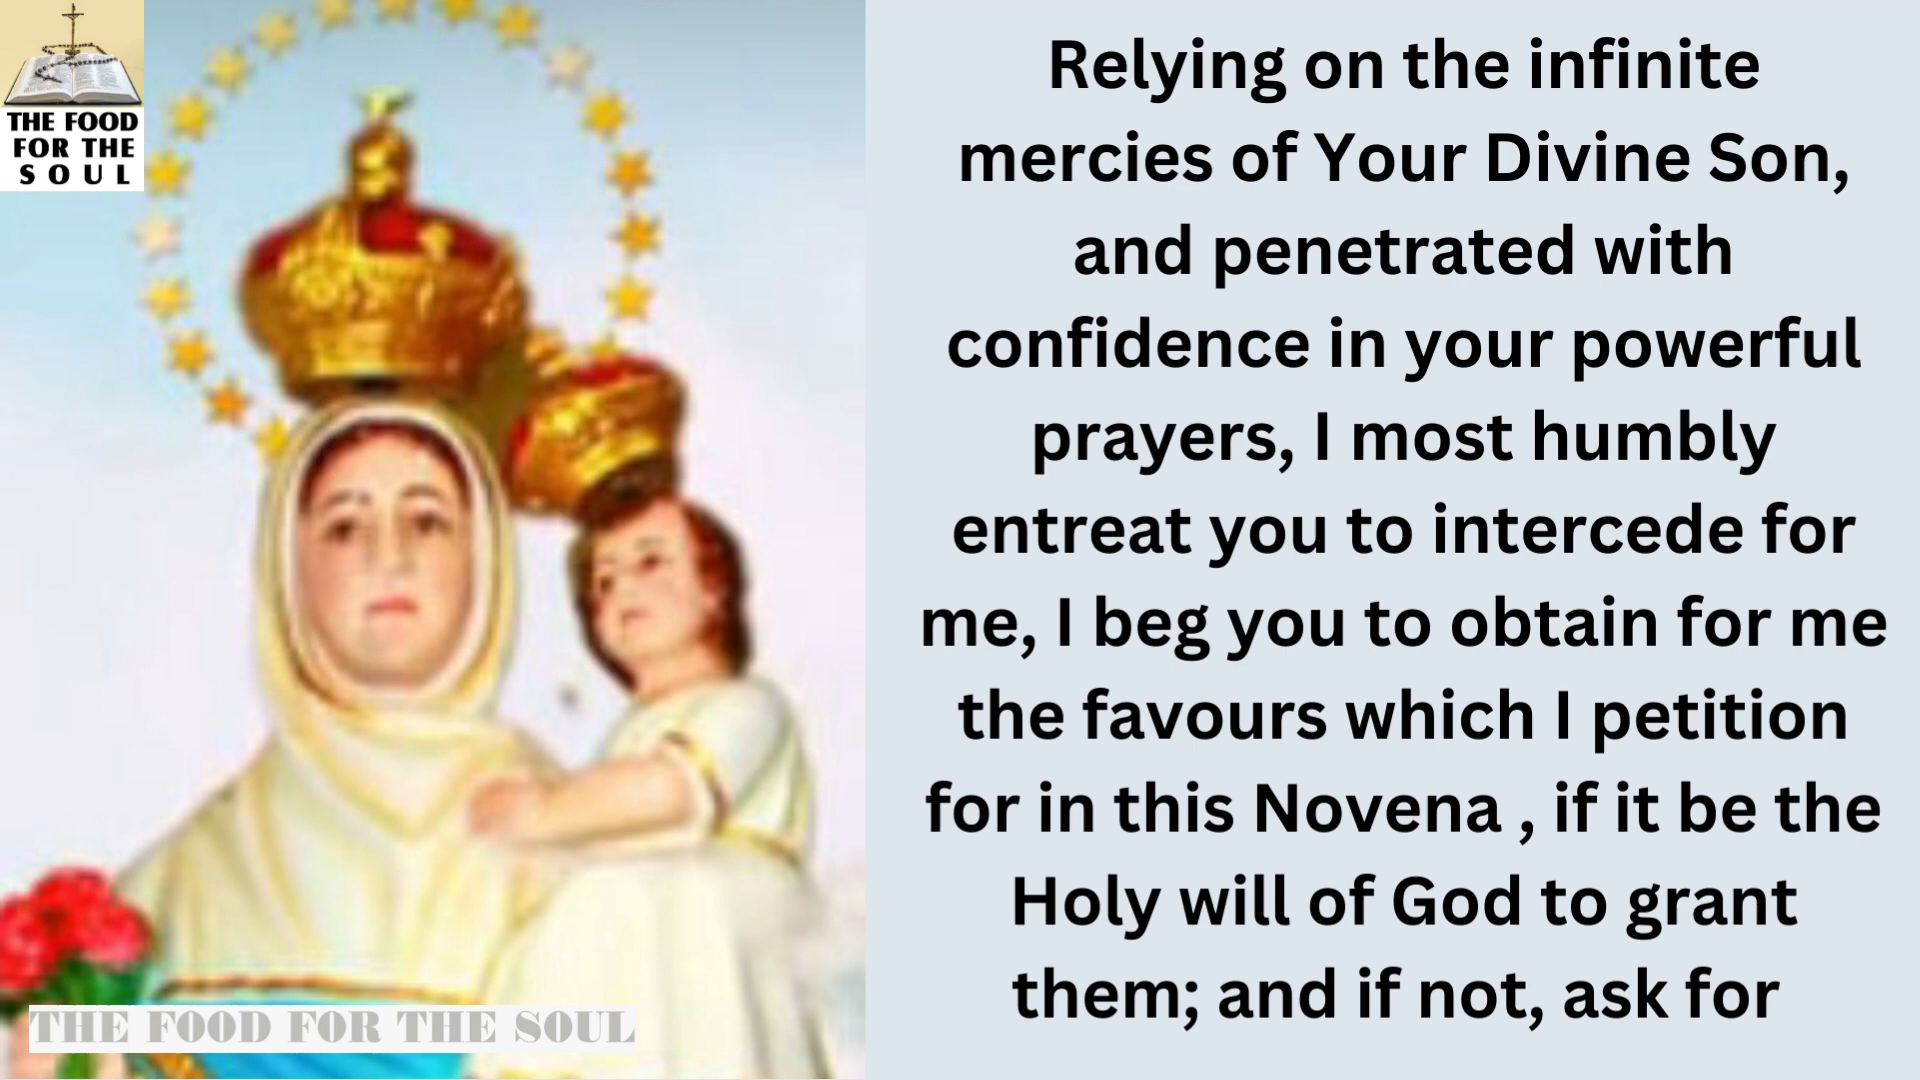 THE FOOD
FOR THE
SOUL
Relying on the infinite
mercies of Your Divine Son,
and penetrated with
confidence in your powerful
prayers, I most humbly
entreat you to intercede for
me, I beg you to obtain for me
the favours which I petition
for in this Novena , if it be the
Holy will of God to grant
them; and if not, ask for
THE FOOD FOR THE SOUL